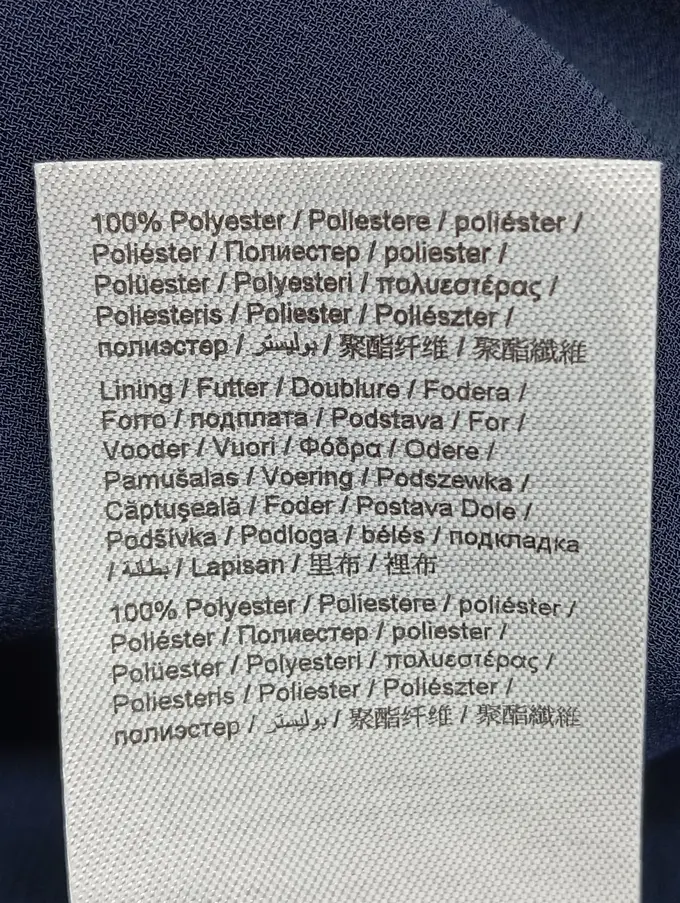 100% Polyester / Poliestere / poliéster /
Poliéster / Полиестер / poliester /
Polüester / Polyesteri / πολυεστέρας /
Poliesteris / Poliester / Poliészter /
полиэстер / بوليستر / 聚酯纤维 / 聚酯纖維
Lining / Futter / Doublure / Fodera /
Forro / подплата / Podstava / For /
Vooder / Vuori / Φόδρα / Odere /
Pamušalas / Voering / Podszewka /
Căptuşeală / Foder / Postava Dole /
Podšívka / Podloga / bélés / подкладка
/ بطانة / Lapisan / 里布 / 裡布
100% Polyester / Poliestere / poliéster /
Poliéster / Полиестер / poliester /
Polüester / Polyesteri / πολυεστέρας /
Poliesteris / Poliester / Poliészter /
полиэстер / بوليستر / 聚酯纤维 / 聚酯纖維